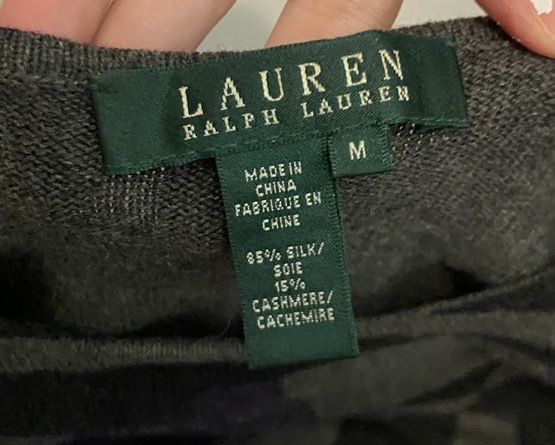 LAUREN
RALPH LAUREN
M
MADE IN
CHINA
FABRIQUE EN
CHINE
85% SILK/
SOIE
15%
CASHMERE/
CACHEMIRE